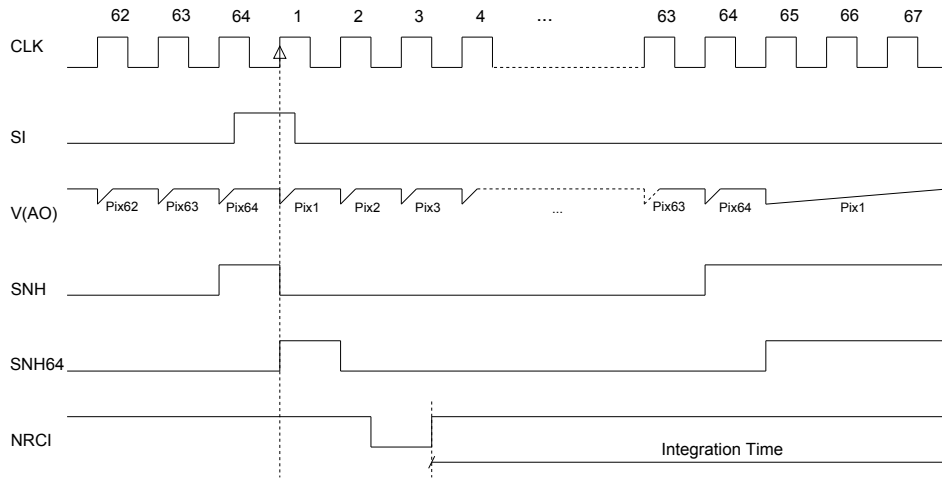 62 63 64 1 2 3 4 ... 63 64 65 66 67
CLK
SI
V(AO)
Pix62 Pix63 Pix64 Pix1 Pix2 Pix3 ... Pix63 Pix64 Pix1
SNH
SNH64
NRCI
Integration Time